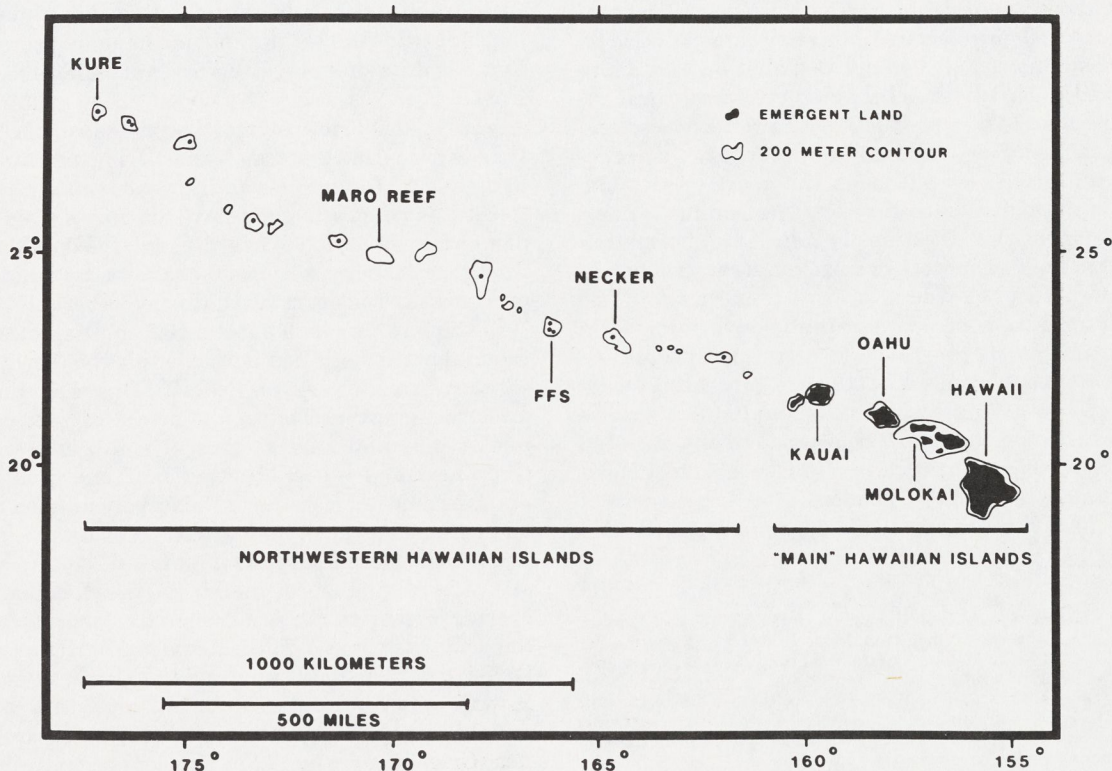 KURE
EMERGENT LAND
200 METER CONTOUR
MARO REEF
25° 25°
NECKER
OAHU
FFS
HAWAII
KAUAI
20° 20°
MOLOKAI
NORTHWESTERN HAWAIIAN ISLANDS
"MAIN" HAWAIIAN ISLANDS
1000 KILOMETERS
500 MILES
175° 170° 165° 160° 155°